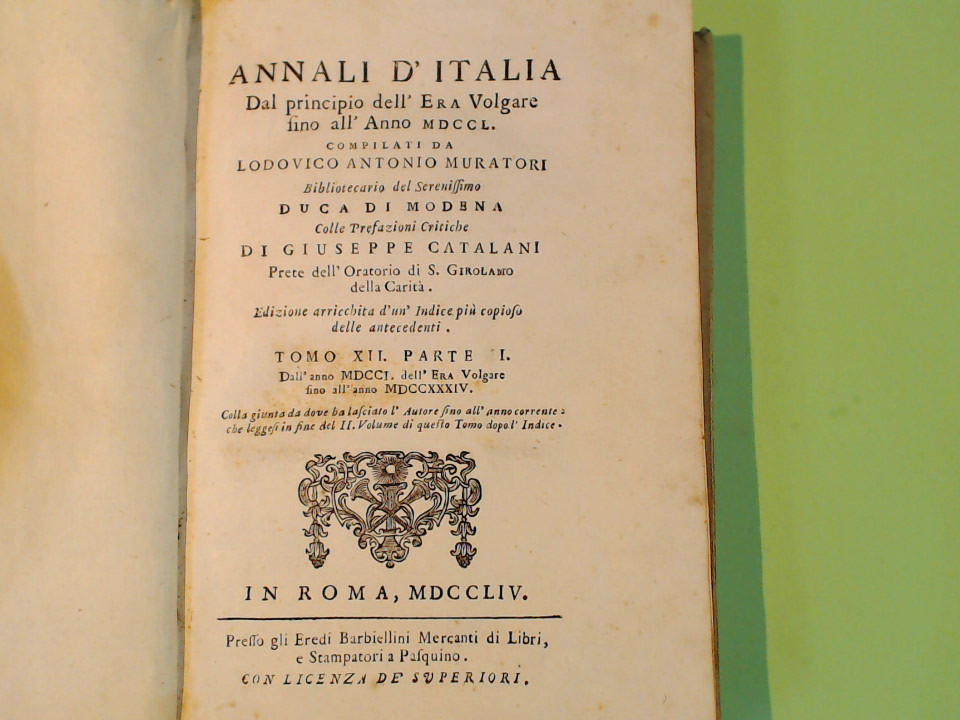 ANNALI D' ITALIA
Dal principio dell' ERA Volgare
ſino all' Anno MDCCL.
COMPILATI DA
LODOVICO ANTONIO MURATORI
Bibliotecario del Sereniſſimo
DUCA DI MODENA
Colle Prefazioni Critiche
DI GIUSEPPE CATALANI
Prete dell' Oratorio di S. GIROLAMO
della Carità.
Edizione arricchita d'un' Indice più copioſo
delle antecedenti.
TOMO XII. PARTE I.
Dall' anno MDCCI. dell' ERA Volgare
ſino all' anno MDCCXXXIV.
Colla giunta da dove ha laſciato l' Autore ſino all' anno corrente:
che leggeſi in fine del II. Volume di queſto Tomo dopo l' Indice.
IN ROMA, MDCCLIV.
Preſſo gli Eredi Barbiellini Mercanti di Libri,
e Stampatori a Paſquino.
CON LICENZA DE' SVPERIORI.